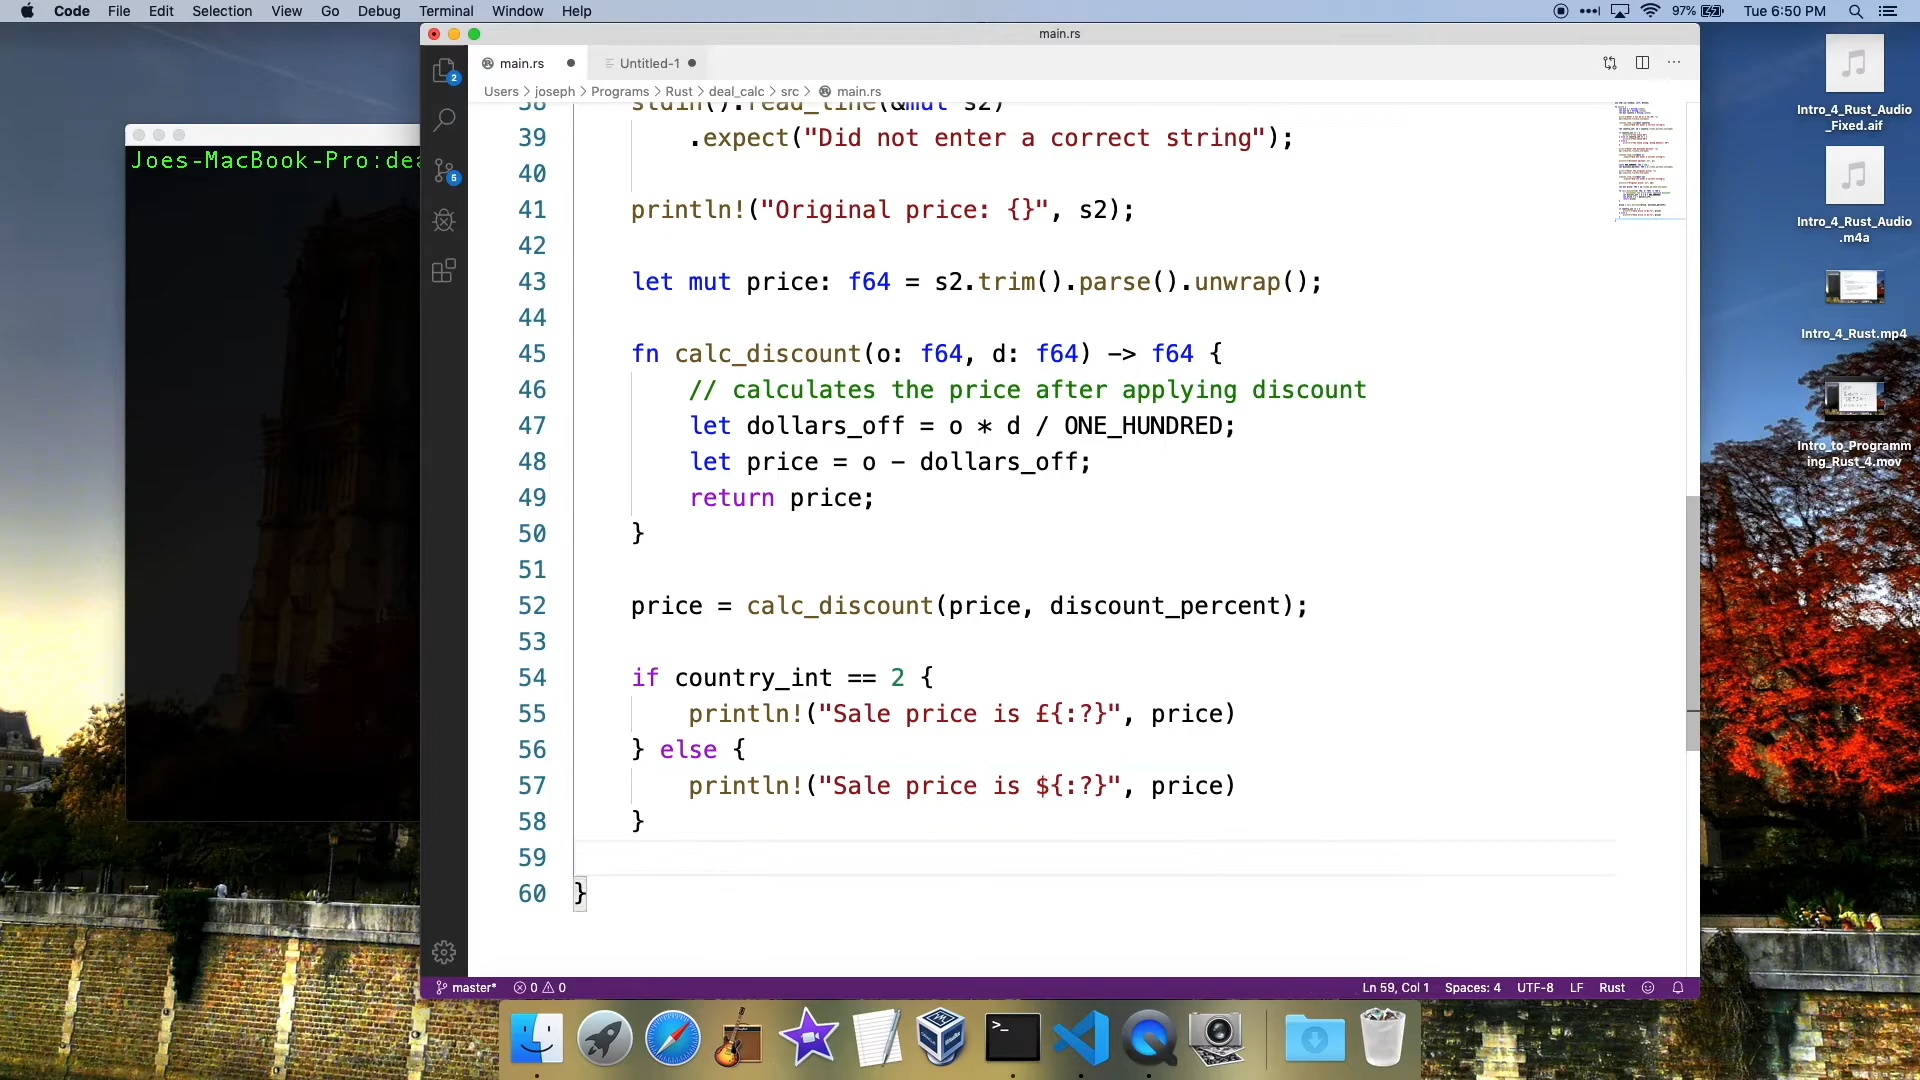 Code File Edit Selection View Go Debug Terminal Window Help
97% Tue 6:50 PM
main.rs
main.rs Untitled-1
Users > joseph > Programs > Rust > deal_calc > src > main.rs
2
5
Joes-MacBook-Pro:dea
38 stdin().read_line(&mut s2)
39 .expect("Did not enter a correct string");
40
41 println!("Original price: {}", s2);
42
43 let mut price: f64 = s2.trim().parse().unwrap();
44
45 fn calc_discount(o: f64, d: f64) -> f64 {
46 // calculates the price after applying discount
47 let dollars_off = o * d / ONE_HUNDRED;
48 let price = o - dollars_off;
49 return price;
50 }
51
52 price = calc_discount(price, discount_percent);
53
54 if country_int == 2 {
55 println!("Sale price is £{:?}", price)
56 } else {
57 println!("Sale price is ${:?}", price)
58 }
59
60 }
master* 0 0
Ln 59, Col 1 Spaces: 4 UTF-8 LF Rust
Intro_4_Rust_Audio
_Fixed.aif
Intro_4_Rust_Audio
.m4a
Intro_4_Rust.mp4
Intro_to_Programm
ing_Rust_4.mov